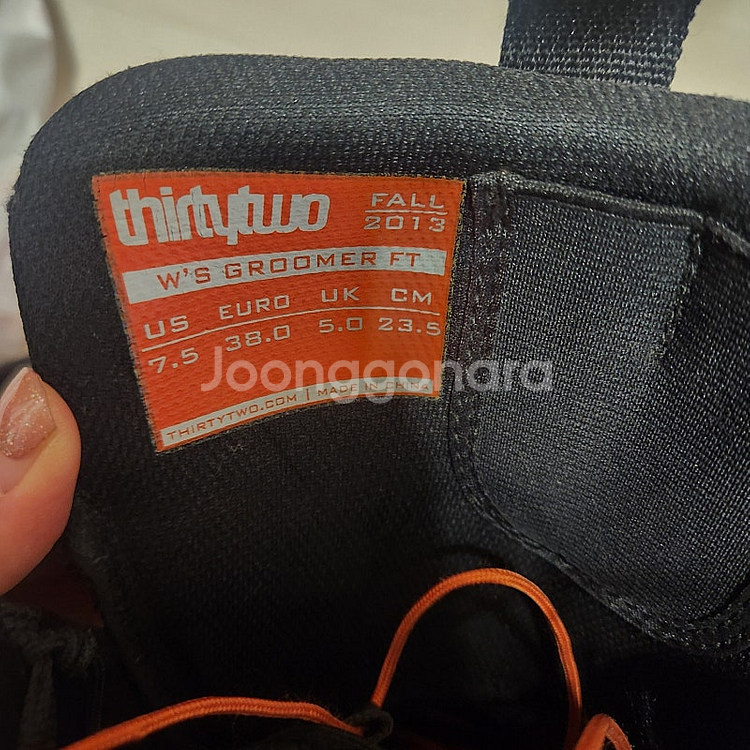 thirtytwo
FALL
2013
W'S GROOMER FT
US EURO UK CM
7.5 38.0 5.0 23.5
Joonggonara
THIRTYTWO.COM | MADE IN CHINA